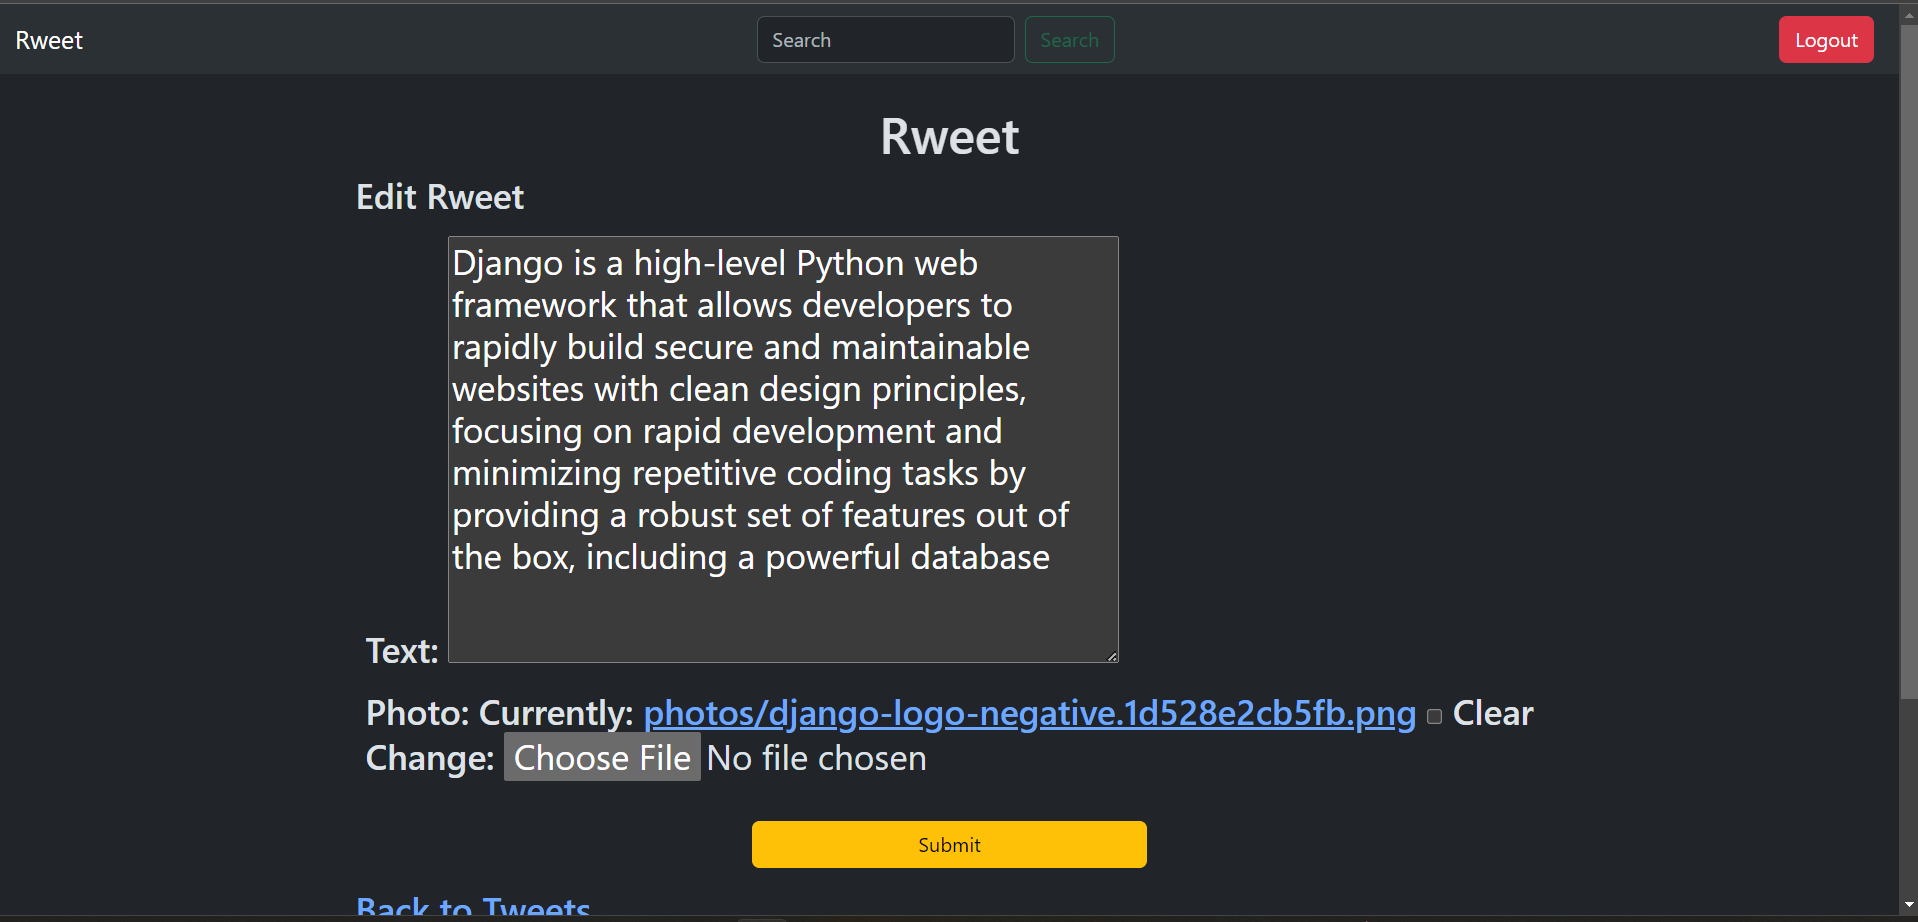 Rweet
Search
Search
Logout
Rweet
Edit Rweet
Django is a high-level Python web
framework that allows developers to
rapidly build secure and maintainable
websites with clean design principles,
focusing on rapid development and
minimizing repetitive coding tasks by
providing a robust set of features out of
the box, including a powerful database
Text:
Photo: Currently: photos/django-logo-negative.1d528e2cb5fb.png Clear
Change: Choose File No file chosen
Submit
Back to Tweets